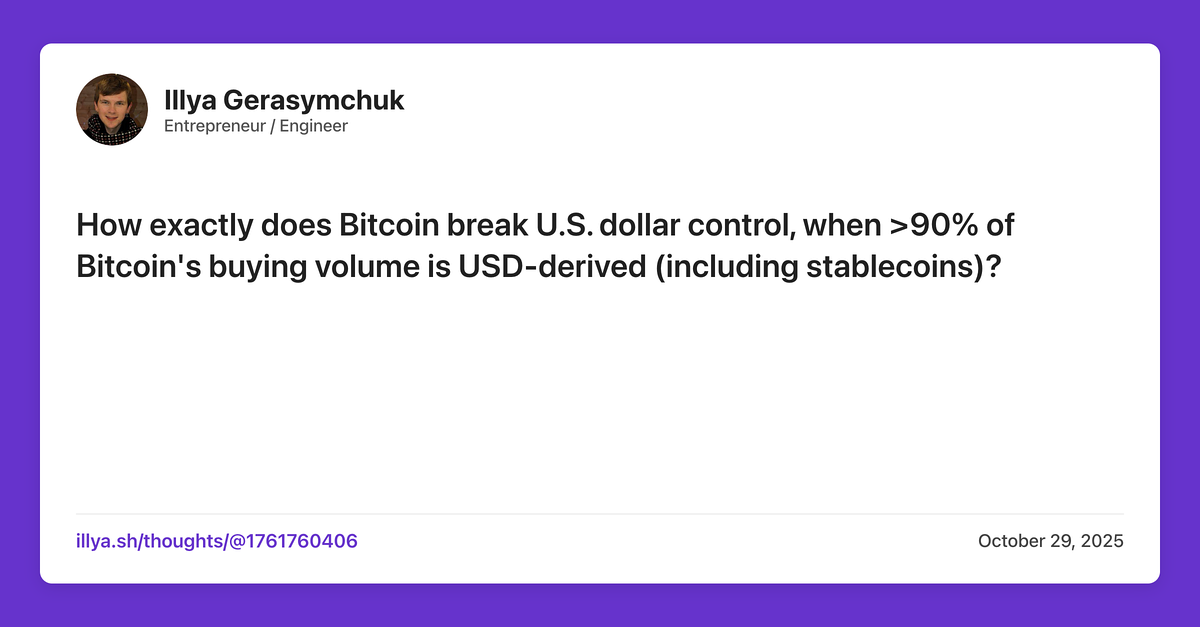 Illya Gerasymchuk
Entrepreneur / Engineer
How exactly does Bitcoin break U.S. dollar control, when >90% of
Bitcoin's buying volume is USD-derived (including stablecoins)?
illya.sh/thoughts/@1761760406
October 29, 2025